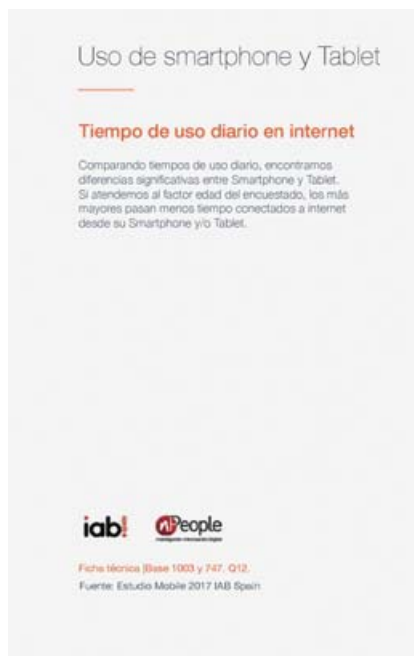 Uso de smartphone y Tablet
Tiempo de uso diario en internet
Comparando tiempos de uso diario, encontramos
diferencias significativas entre Smartphone y Tablet.
Si atendemos al factor edad del encuestado, los más
mayores pasan menos tiempo conectados a internet
desde su Smartphone y/o Tablet.
iab!
nPeople
Ficha técnica |Base 1003 y 747. Q12.
Fuente: Estudio Mobile 2017 IAB Spain